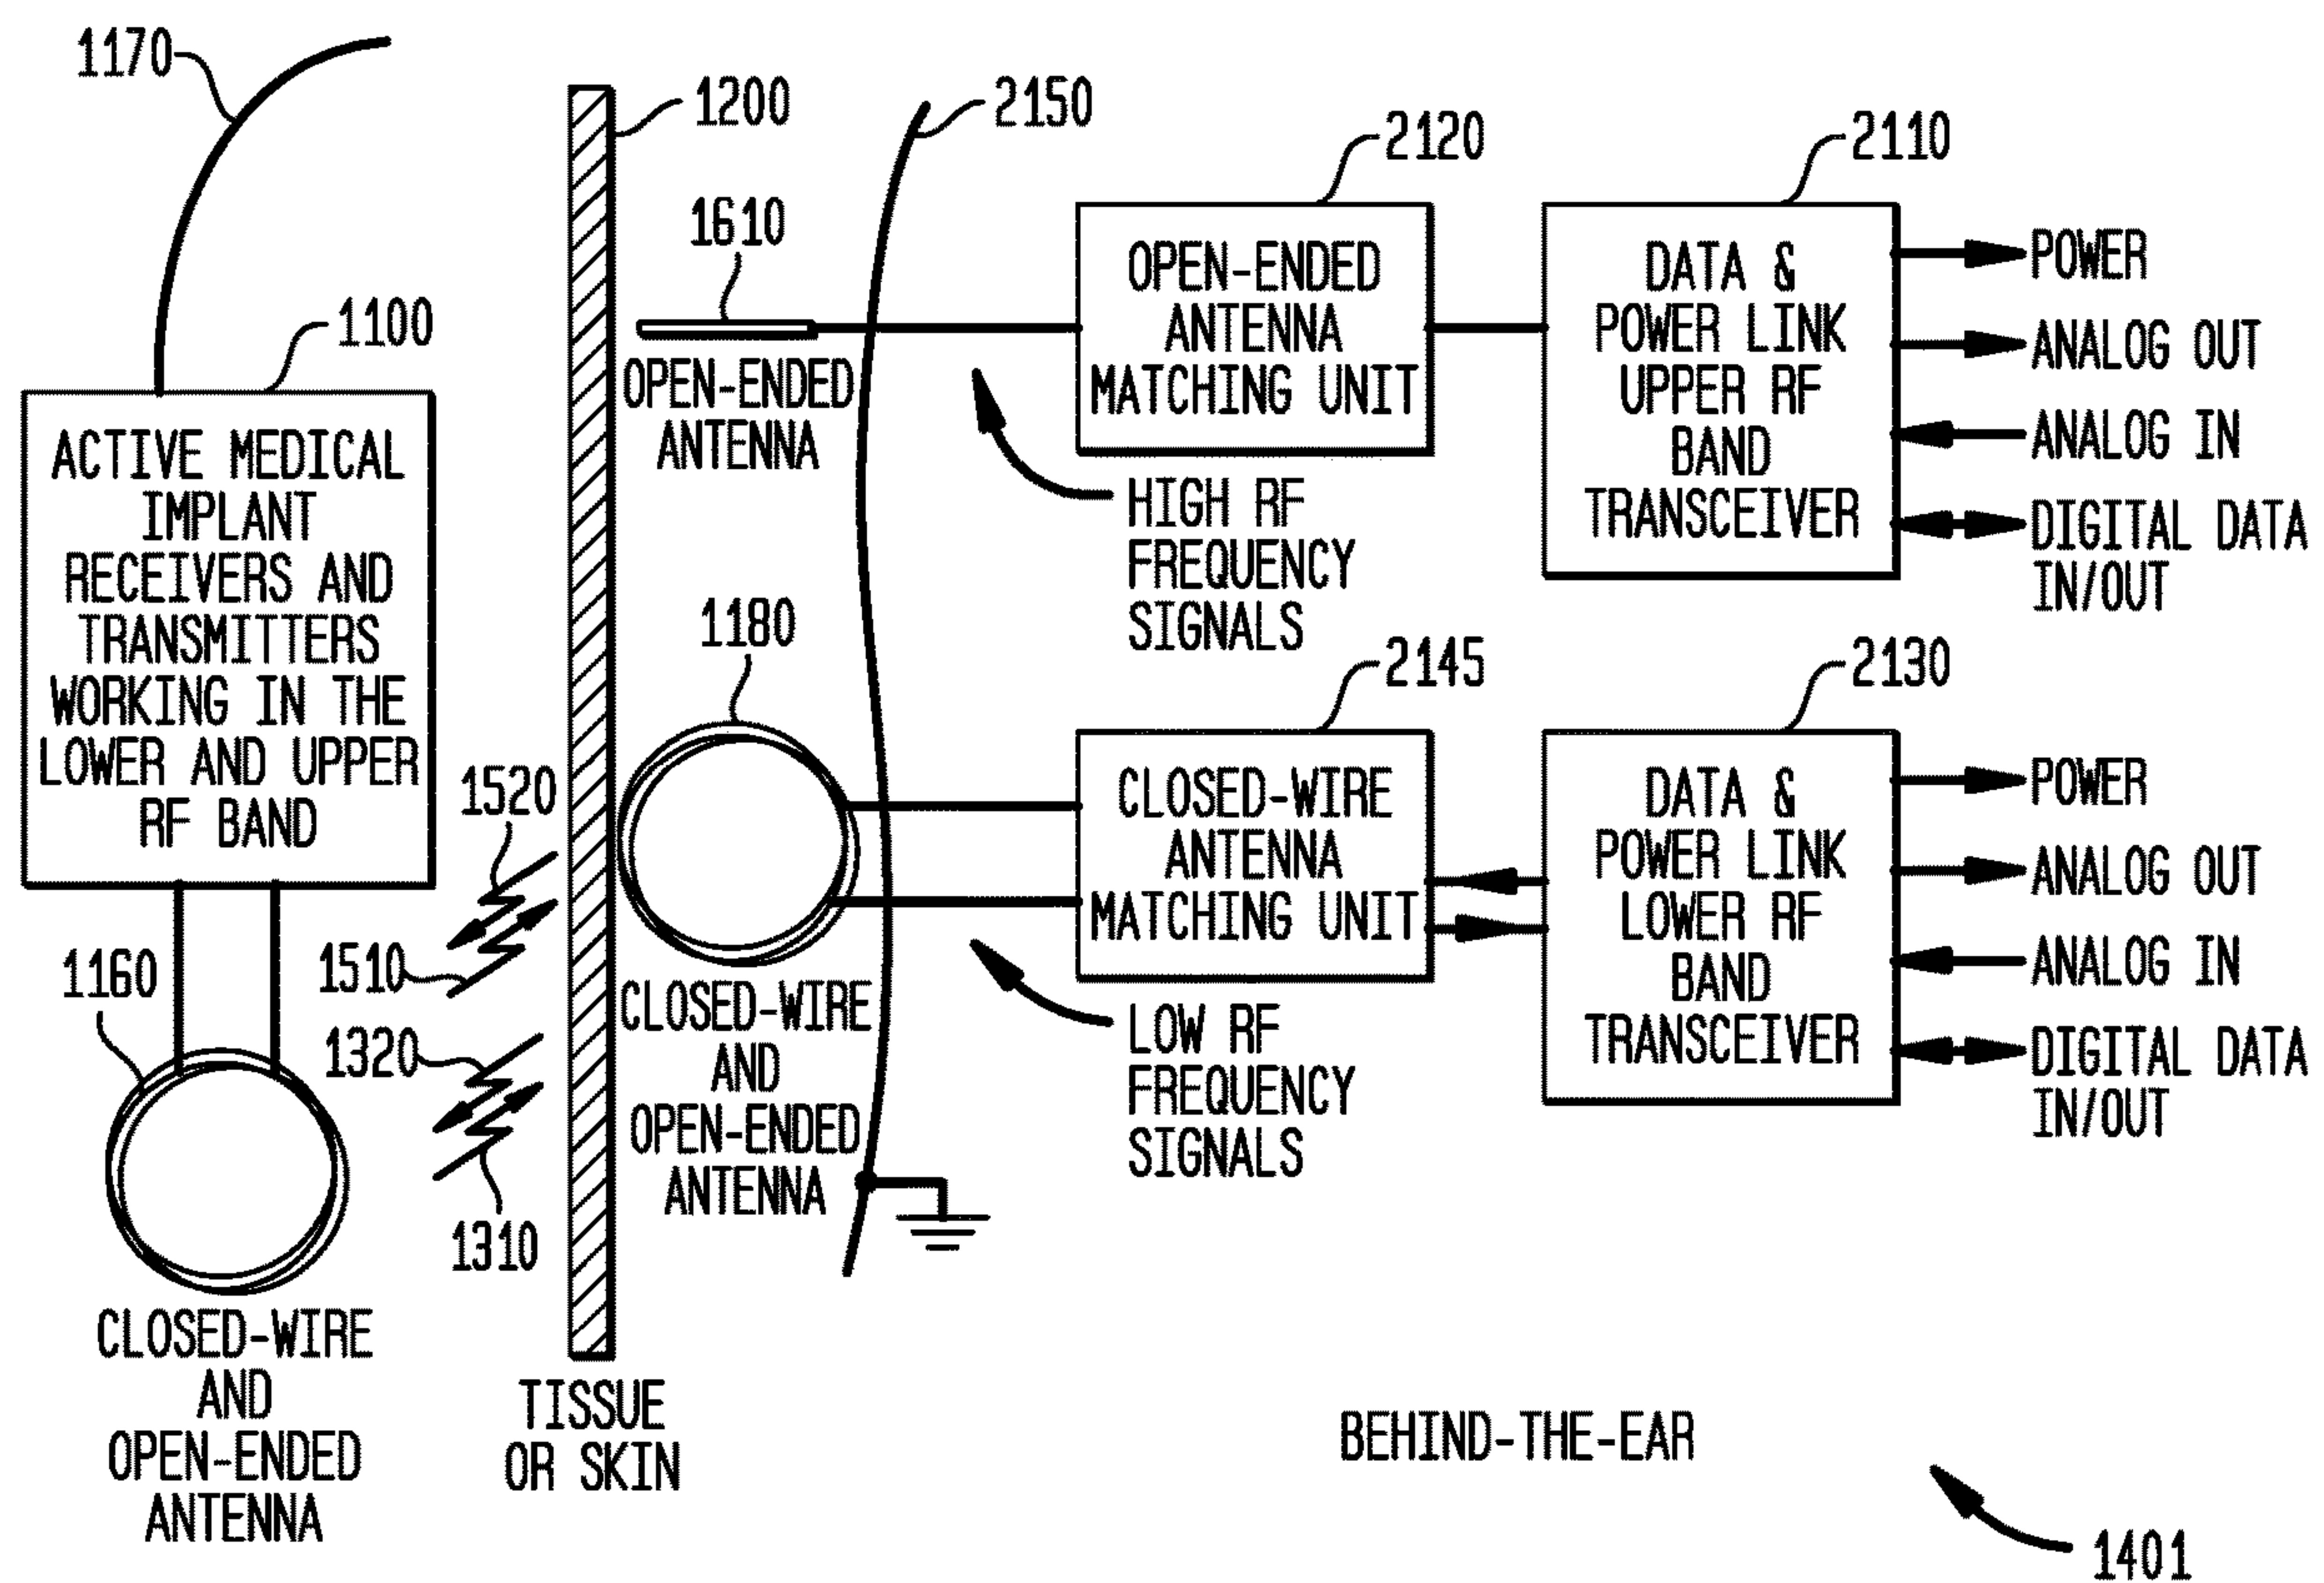 1170
1100
ACTIVE MEDICAL
IMPLANT
RECEIVERS AND
TRANSMITTERS
WORKING IN THE
LOWER AND UPPER
RF BAND
1160
CLOSED-WIRE
AND
OPEN-ENDED
ANTENNA
1520
1510
1320
1310
1200
TISSUE
OR SKIN
2150
1610
OPEN-ENDED
ANTENNA
1180
CLOSED-WIRE
AND
OPEN-ENDED
ANTENNA
2120
OPEN-ENDED
ANTENNA
MATCHING UNIT
HIGH RF
FREQUENCY
SIGNALS
2110
DATA &
POWER LINK
UPPER RF
BAND
TRANSCEIVER
POWER
ANALOG OUT
ANALOG IN
DIGITAL DATA
IN/OUT
2145
CLOSED-WIRE
ANTENNA
MATCHING UNIT
LOW RF
FREQUENCY
SIGNALS
2130
DATA &
POWER LINK
LOWER RF
BAND
TRANSCEIVER
POWER
ANALOG OUT
ANALOG IN
DIGITAL DATA
IN/OUT
BEHIND-THE-EAR
1401